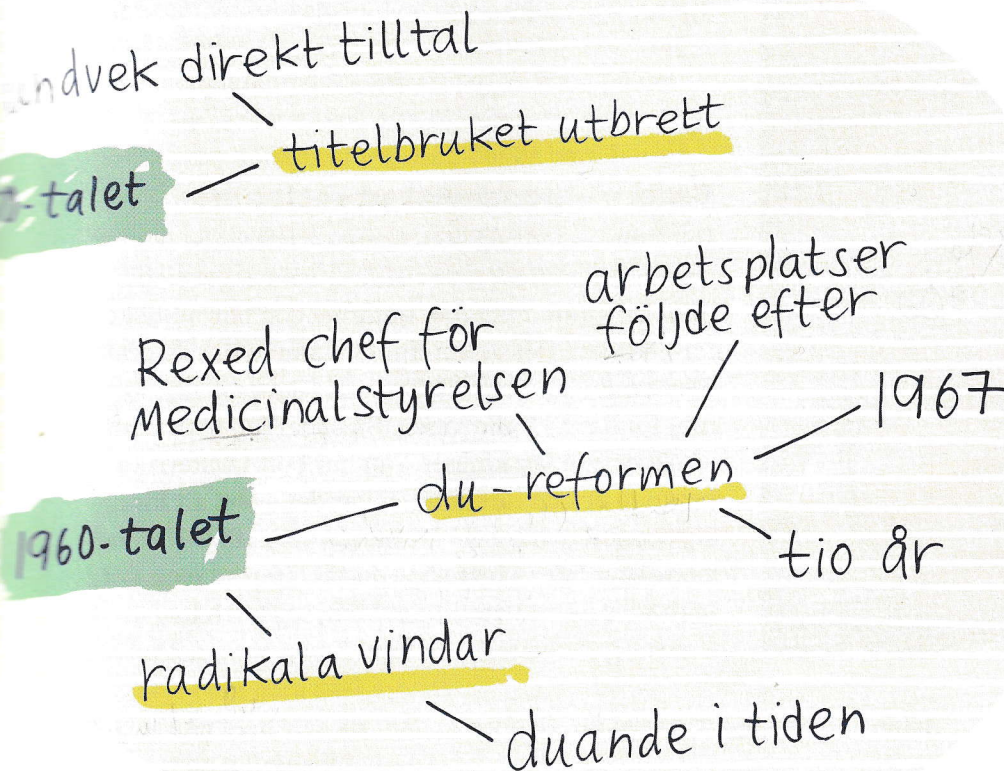 direkt tilltal
titelbruket utbrett
-talet
arbetsplatser
följde efter
Rexed chef för
Medicinalstyrelsen
1967
du-reformen
1960-talet
tio år
radikala vindar
duande i tiden